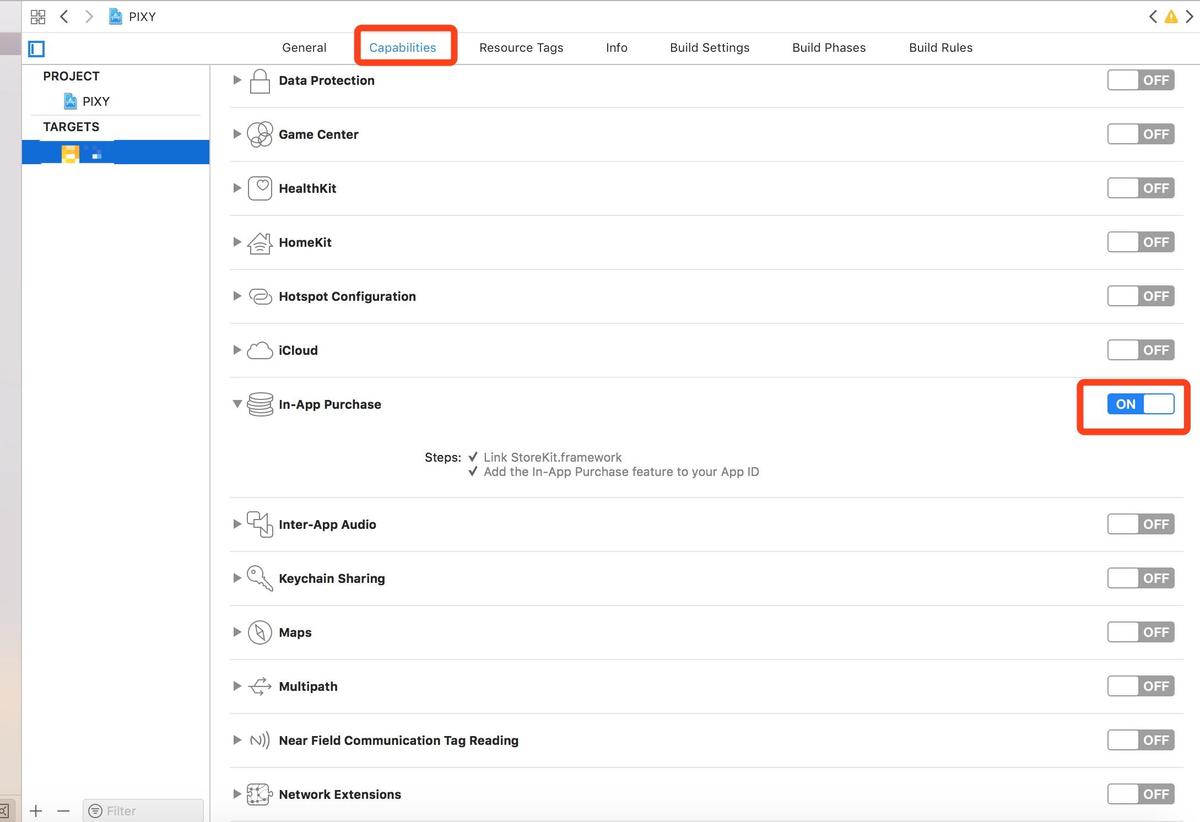 PIXY
General Capabilities Resource Tags Info Build Settings Build Phases Build Rules
PROJECT
PIXY
TARGETS
Data Protection OFF
Game Center OFF
HealthKit OFF
HomeKit OFF
Hotspot Configuration OFF
iCloud OFF
In-App Purchase ON
Steps: ✓ Link StoreKit.framework
✓ Add the In-App Purchase feature to your App ID
Inter-App Audio OFF
Keychain Sharing OFF
Maps OFF
Multipath OFF
Near Field Communication Tag Reading OFF
Network Extensions OFF
Filter